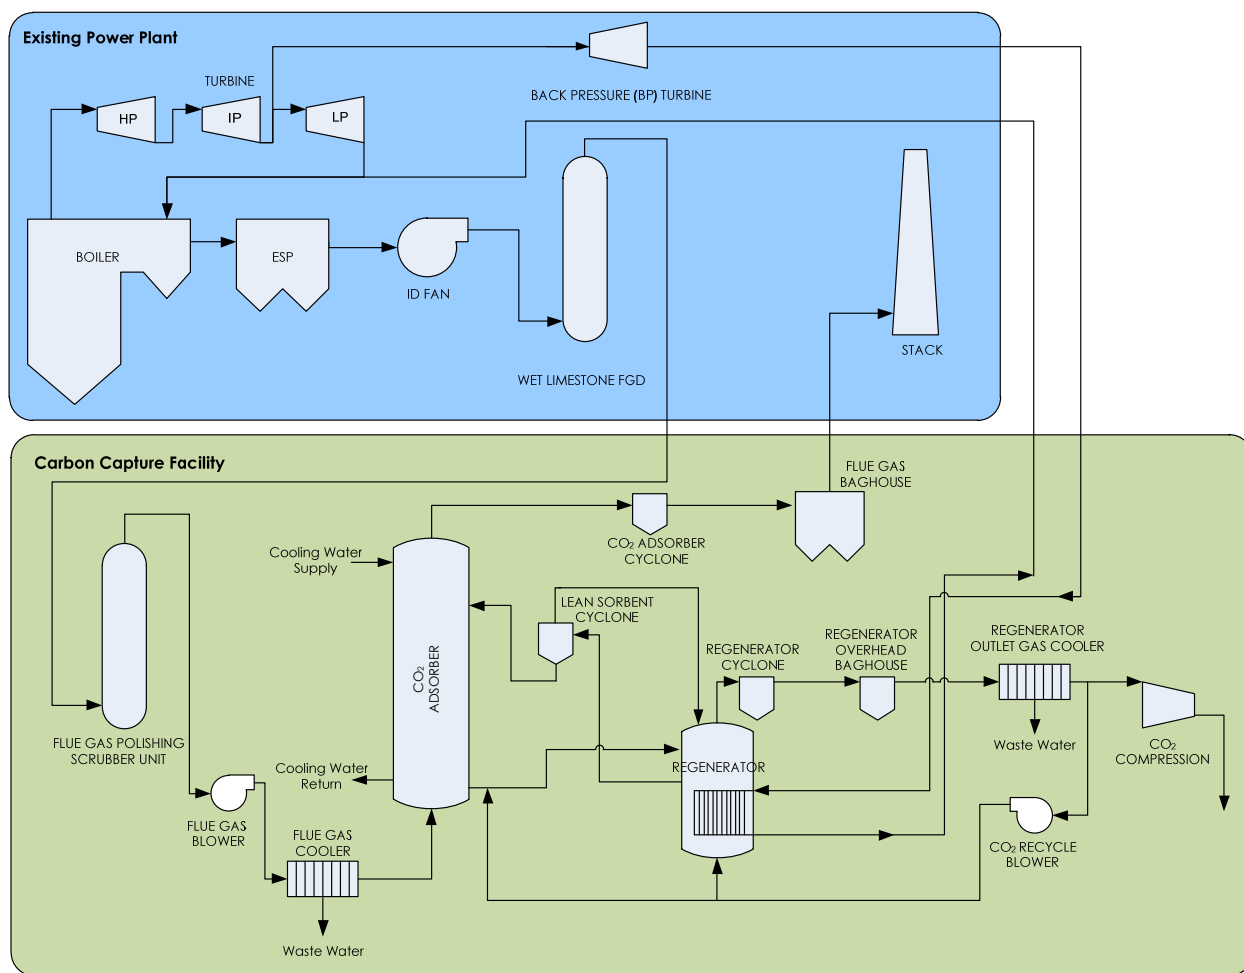 Existing Power Plant
TURBINE
HP
IP
LP
BACK PRESSURE (BP) TURBINE
BOILER
ESP
ID FAN
WET LIMESTONE FGD
STACK
Carbon Capture Facility
FLUE GAS
BAGHOUSE
CO₂ ADSORBER
CYCLONE
Cooling Water
Supply
LEAN SORBENT
CYCLONE
CO₂
ADSORBER
REGENERATOR
CYCLONE
REGENERATOR
OVERHEAD
BAGHOUSE
REGENERATOR
OUTLET GAS COOLER
FLUE GAS POLISHING
SCRUBBER UNIT
Cooling Water
Return
REGENERATOR
Waste Water
CO₂
COMPRESSION
FLUE GAS
BLOWER
FLUE GAS
COOLER
CO₂ RECYCLE
BLOWER
Waste Water